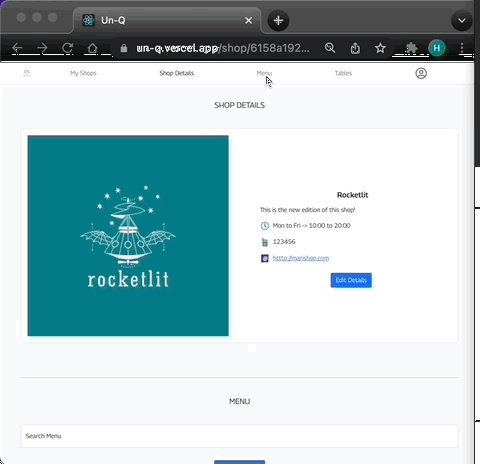 Un-Q
un-q.vercel.app/shop/6158a192...
H
My Shops
Shop Details
Menu
Tables
SHOP DETAILS
rocketlit
Rocketlit
This is the new edition of this shop!
Mon to Fri -> 10:00 to 20:00
123456
http://marishop.com
Edit Details
MENU
Search Menu